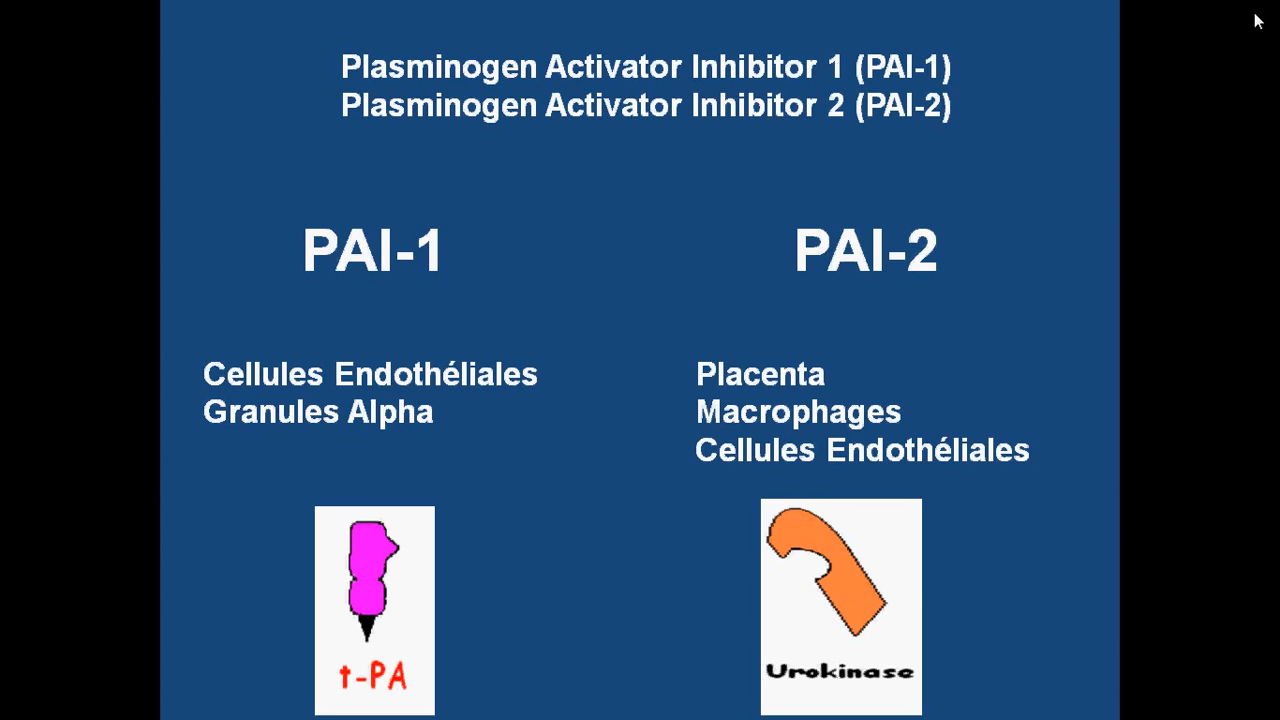 Plasminogen Activator Inhibitor 1 (PAI-1)
Plasminogen Activator Inhibitor 2 (PAI-2)
PAI-1
PAI-2
Cellules Endothéliales
Granules Alpha
Placenta
Macrophages
Cellules Endothéliales
t-PA
Urokinase